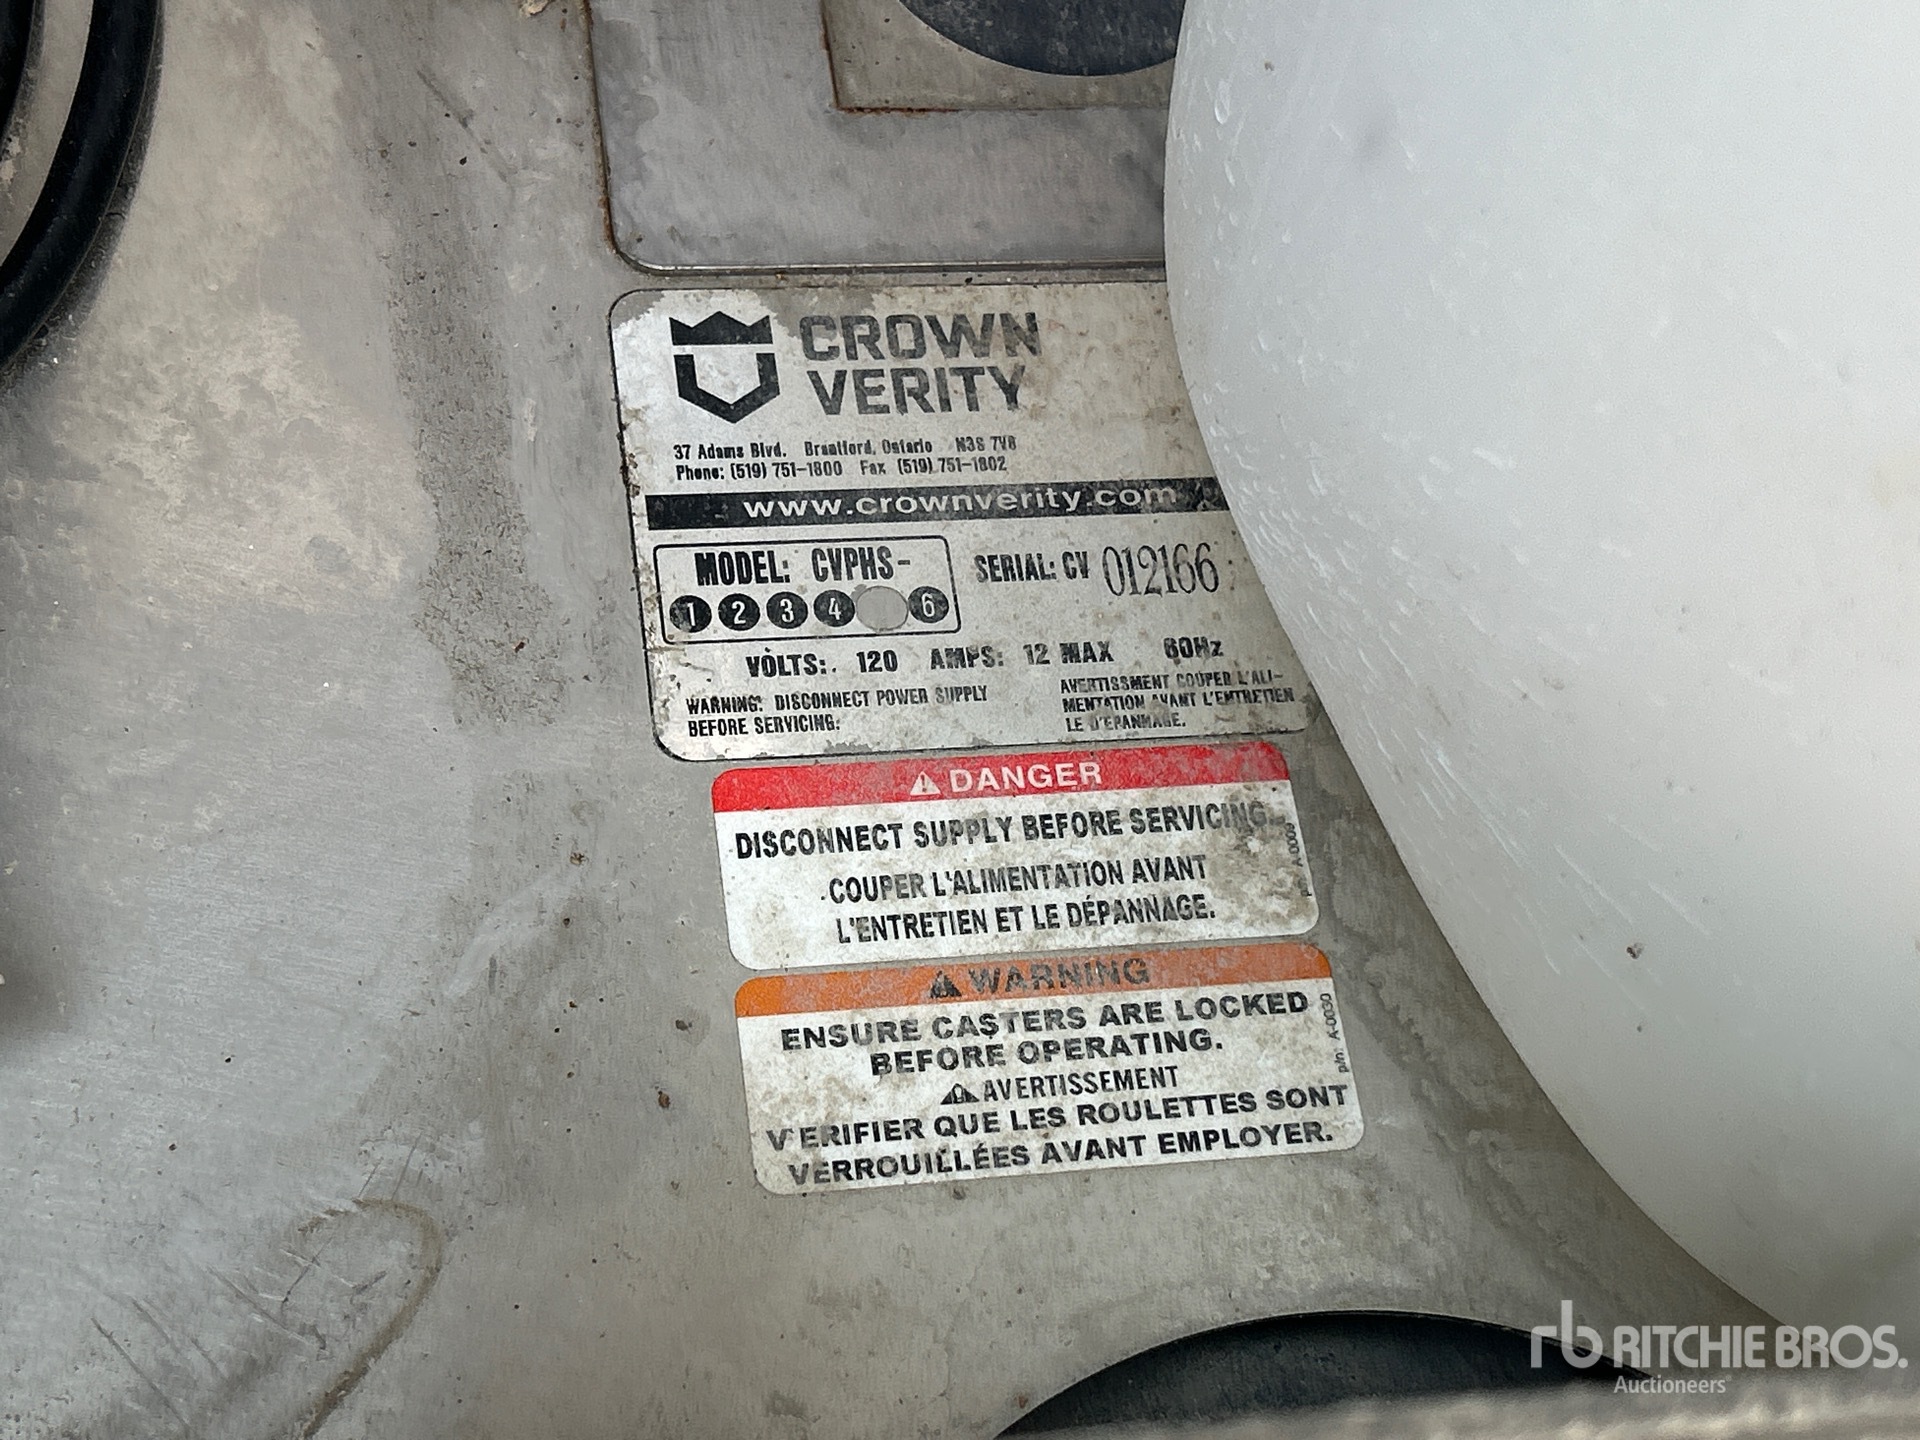 CROWN
VERITY
37 Adams Blvd. Brantford, Ontario N3S 7V8
Phone: (519) 751-1800 Fax (519) 751-1802
www.crownverity.com
MODEL: CVPHS-
1 2 3 4 6
SERIAL: CV 012166
VOLTS: 120 AMPS: 12 MAX 60Hz
WARNING: DISCONNECT POWER SUPPLY
BEFORE SERVICING:
AVERTISSMENT COUPER L'ALI-
MENTATION AVANT L'ENTRETIEN
LE D'EPANNAGE.
DANGER
DISCONNECT SUPPLY BEFORE SERVICING.
COUPER L'ALIMENTATION AVANT
L'ENTRETIEN ET LE DÉPANNAGE.
A-0009
WARNING
ENSURE CASTERS ARE LOCKED
BEFORE OPERATING.
AVERTISSEMENT
VERIFIER QUE LES ROULETTES SONT
VERROUILLÉES AVANT EMPLOYER.
p/n: A-0030
rb RITCHIE BROS.
Auctioneers